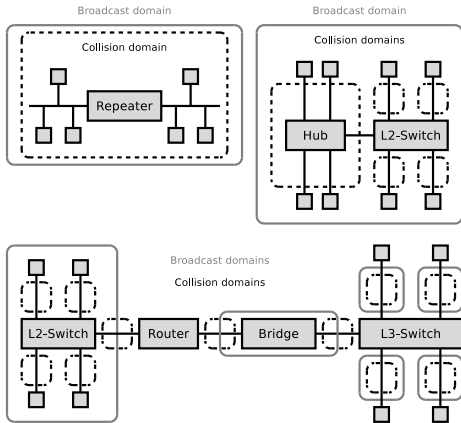 Broadcast domain
Collision domain
Repeater
Broadcast domain
Collision domains
Hub
L2-Switch
Broadcast domains
Collision domains
L2-Switch
Router
Bridge
L3-Switch